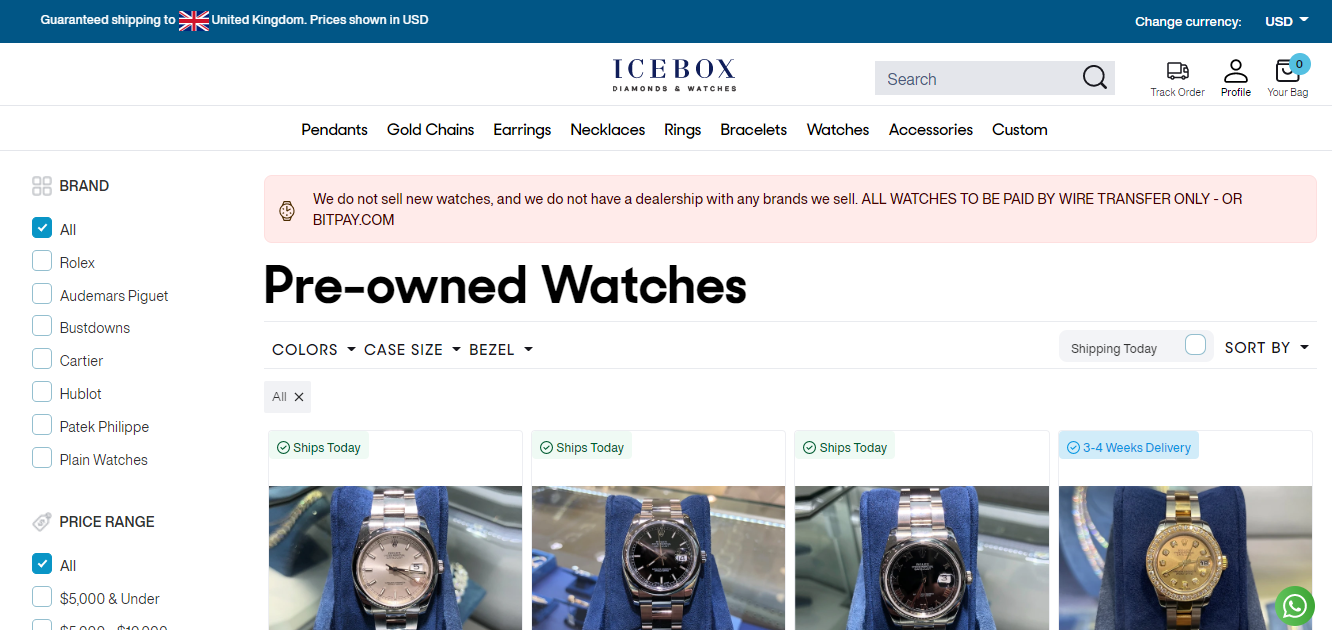 Guaranteed shipping to United Kingdom. Prices shown in USD
Change currency: USD
ICEBOX
DIAMONDS & WATCHES
Search
Track Order
Profile
0
Your Bag
Pendants Gold Chains Earrings Necklaces Rings Bracelets Watches Accessories Custom
BRAND
All
Rolex
Audemars Piguet
Bustdowns
Cartier
Hublot
Patek Philippe
Plain Watches
PRICE RANGE
All
$5,000 & Under
$5,000 - $10,000
We do not sell new watches, and we do not have a dealership with any brands we sell. ALL WATCHES TO BE PAID BY WIRE TRANSFER ONLY - OR
BITPAY.COM
Pre-owned Watches
COLORS CASE SIZE BEZEL
Shipping Today
SORT BY
All
Ships Today
Ships Today
Ships Today
3-4 Weeks Delivery